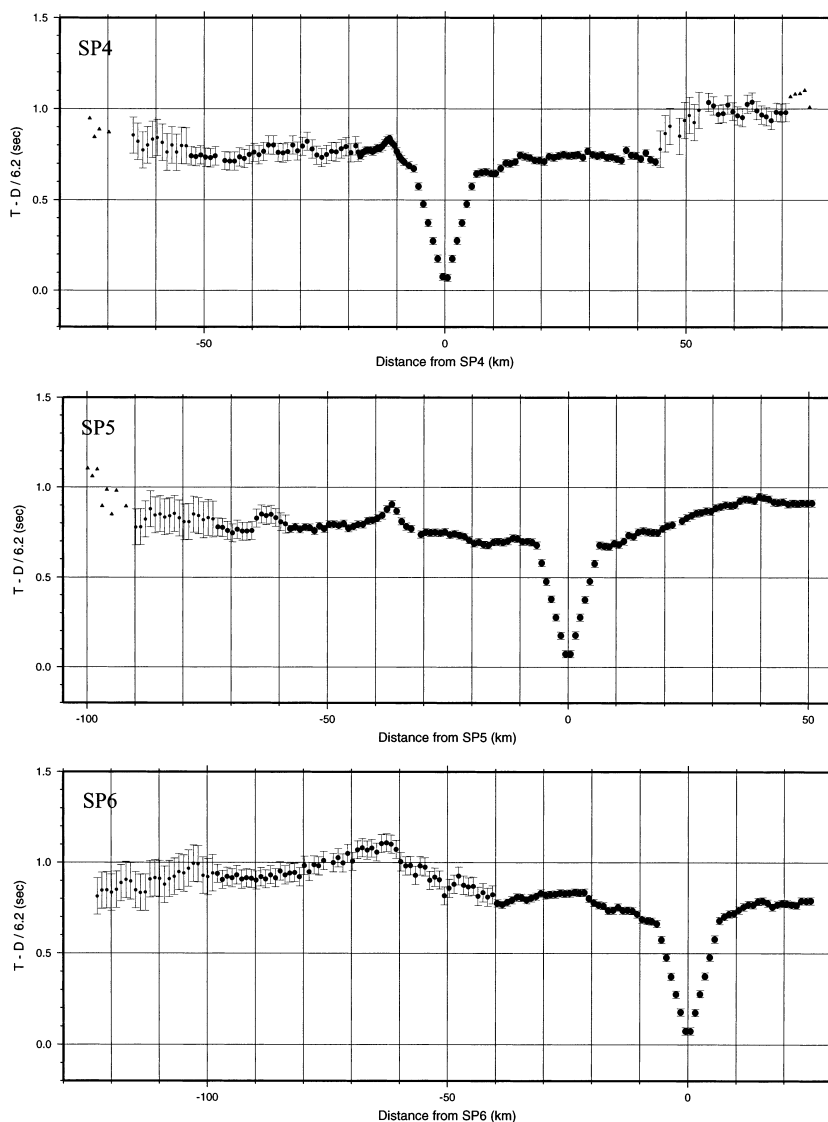 SP4
1.5
1.0
0.5
0.0
T - D / 6.2 (sec)
-50
0
50
Distance from SP4 (km)
SP5
1.5
1.0
0.5
0.0
T - D / 6.2 (sec)
-100
-50
0
50
Distance from SP5 (km)
SP6
1.5
1.0
0.5
0.0
T - D / 6.2 (sec)
-100
-50
0
Distance from SP6 (km)